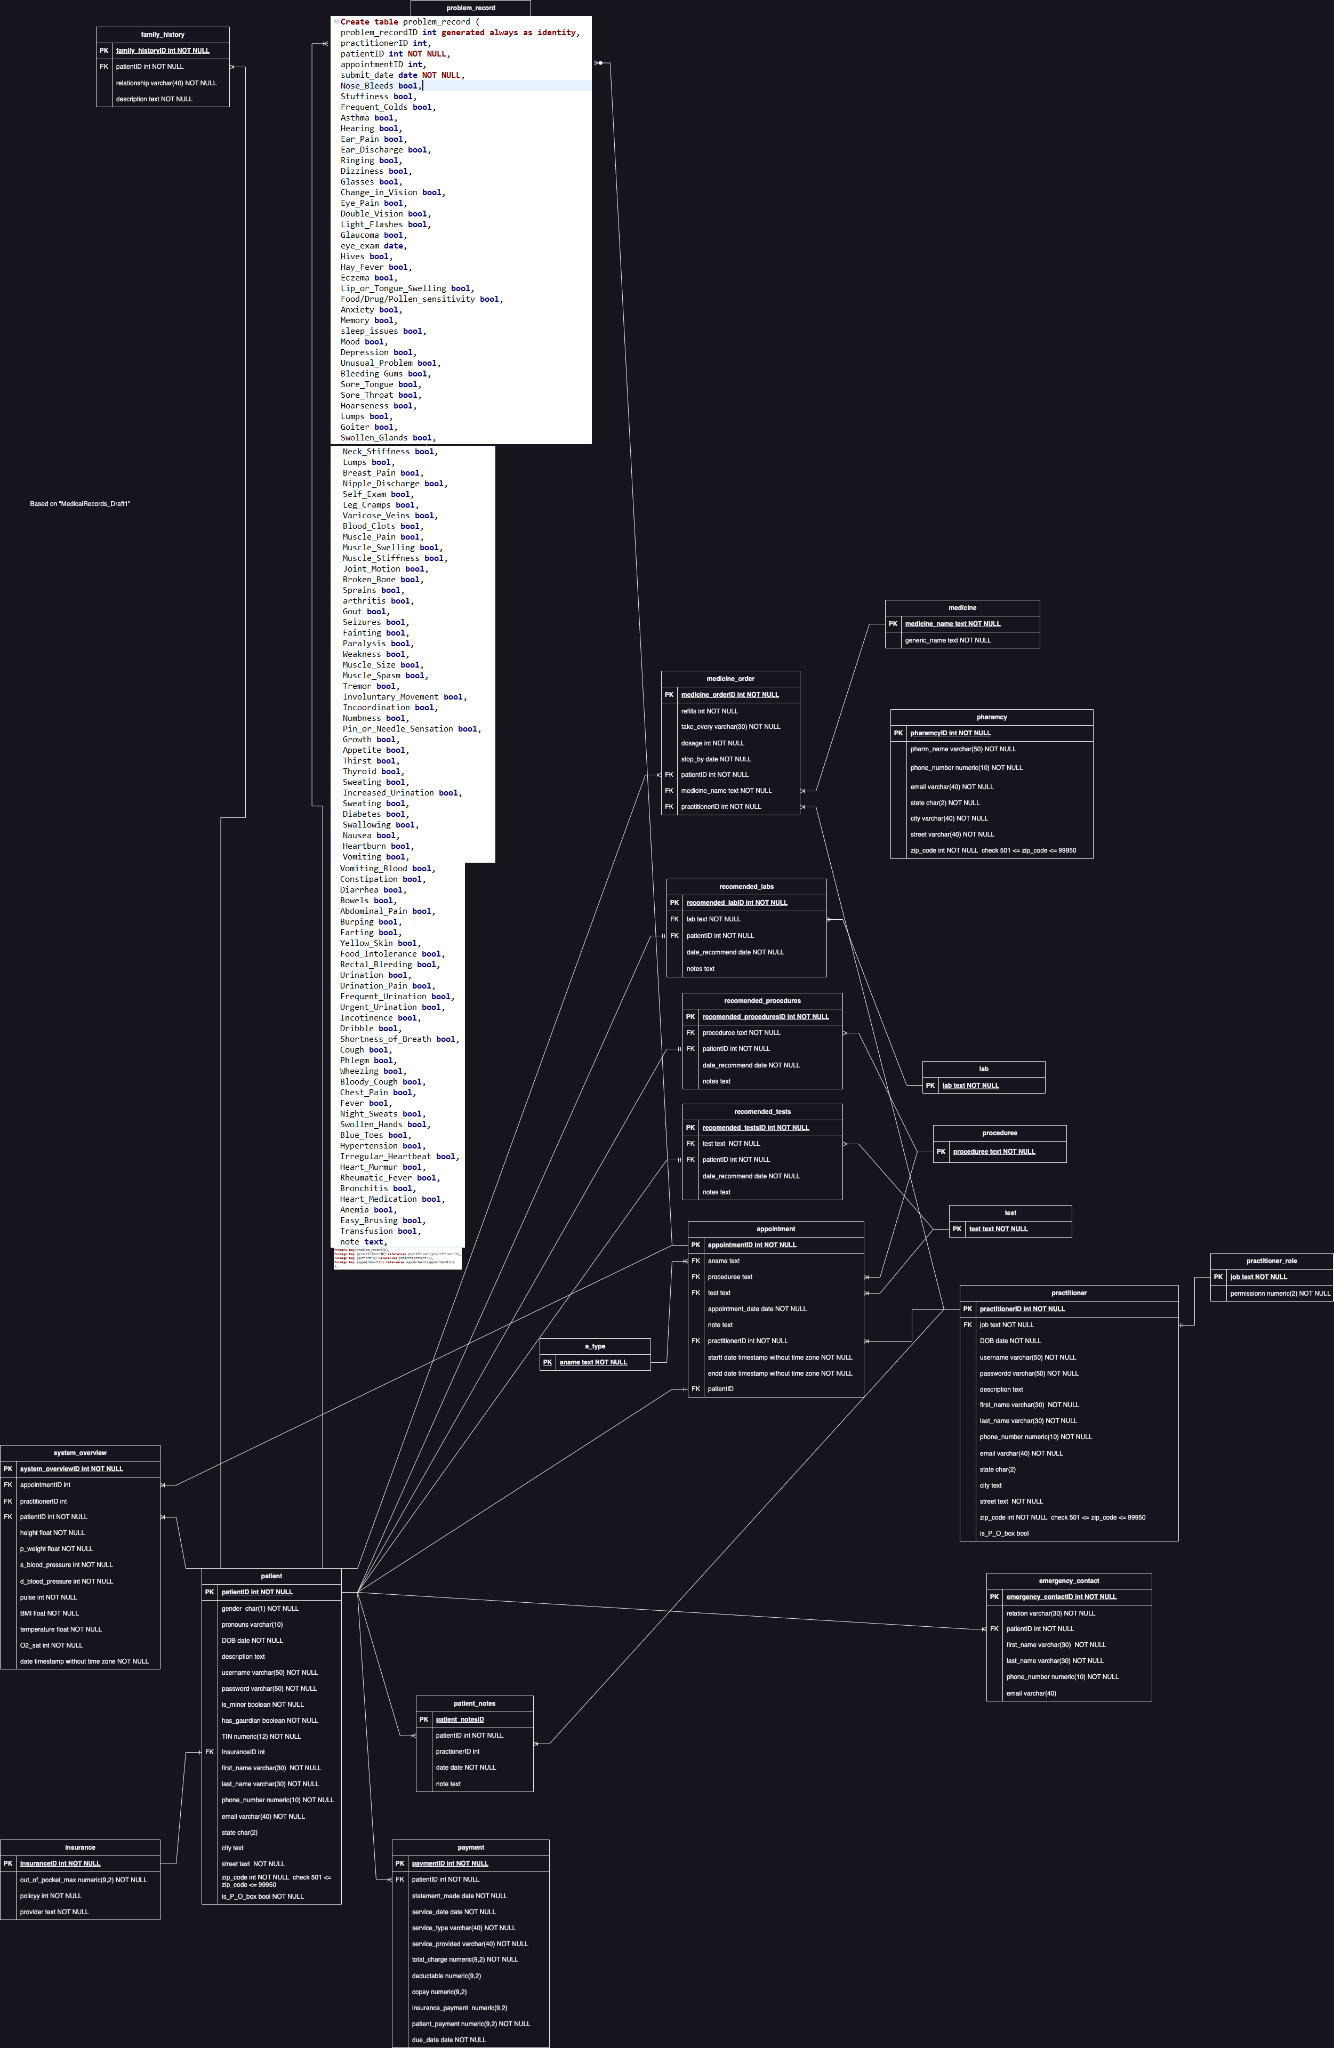 problem_record
Create table problem_record (
problem_recordID int generated always as identity,
practitionerID int,
patientID int NOT NULL,
appointmentID int,
submit_date date NOT NULL,
Nose_Bleeds bool,
Stuffiness bool,
Frequent_Colds bool,
Asthma bool,
Hearing bool,
Ear_Pain bool,
Ear_Discharge bool,
Ringing bool,
Dizziness bool,
Glasses bool,
Change_in_Vision bool,
Eye_Pain bool,
Double_Vision bool,
Light_Flashes bool,
Glaucoma bool,
eye_exam date,
Hives bool,
Hay_Fever bool,
Eczema bool,
Lip_or_Tongue_Swelling bool,
Food/Drug/Pollen_sensitivity bool,
Anxiety bool,
Memory bool,
sleep_issues bool,
Mood bool,
Depression bool,
Unusual_Problem bool,
Bleeding Gums bool,
Sore_Tongue bool,
Sore_Throat bool,
Hoarseness bool,
Lumps bool,
Goiter bool,
Swollen_Glands bool,
Neck_Stiffness bool,
Lumps bool,
Breast_Pain bool,
Nipple_Discharge bool,
Self_Exam bool,
Leg_Cramps bool,
Varicose_Veins bool,
Blood_Clots bool,
Muscle_Pain bool,
Muscle_Swelling bool,
Muscle_Stiffness bool,
Joint_Motion bool,
Broken_Bone bool,
Sprains bool,
arthritis bool,
Gout bool,
Seizures bool,
Fainting bool,
Paralysis bool,
Weakness bool,
Muscle_Size bool,
Muscle_Spasm bool,
Tremor bool,
Involuntary_Movement bool,
Incoordination bool,
Numbness bool,
Pin_or_Needle_Sensation bool,
Growth bool,
Appetite bool,
Thirst bool,
Thyroid bool,
Sweating bool,
Increased_Urination bool,
Sweating bool,
Diabetes bool,
Swallowing bool,
Nausea bool,
Heartburn bool,
Vomiting bool,
Vomiting_Blood bool,
Constipation bool,
Diarrhea bool,
Bowels bool,
Abdominal_Pain bool,
Burping bool,
Farting bool,
Yellow_Skin bool,
Food_Intolerance bool,
Rectal_Bleeding bool,
Urination bool,
Urination_Pain bool,
Frequent_Urination bool,
Urgent_Urination bool,
Incotinence bool,
Dribble bool,
Shortness_of_Breath bool,
Cough bool,
Phlegm bool,
Wheezing bool,
Bloody_Cough bool,
Chest_Pain bool,
Fever bool,
Night_Sweats bool,
Swollen_Hands bool,
Blue_Toes bool,
Hypertension bool,
Irregular_Heartbeat bool,
Heart_Murmur bool,
Rheumatic_Fever bool,
Bronchitis bool,
Heart_Medication bool,
Anemia bool,
Easy_Brusing bool,
Transfusion bool,
note text,
family_history
PK family_historyID int NOT NULL
FK patientID int NOT NULL
relationship varchar(40) NOT NULL
description text NOT NULL
Based on "MedicalRecords_Draft1"
medicine
PK medicine_name text NOT NULL
generic_name text NOT NULL
medicine_order
PK medicine_orderID int NOT NULL
refills int NOT NULL
take_every varchar(30) NOT NULL
dosage int NOT NULL
stop_by date NOT NULL
FK patientID int NOT NULL
FK medicine_name text NOT NULL
FK practitionerID int NOT NULL
pharamcy
PK pharamcyID int NOT NULL
pharm_name varchar(50) NOT NULL
phone_number numeric(10) NOT NULL
email varchar(40) NOT NULL
state char(2) NOT NULL
city varchar(40) NOT NULL
street varchar(40) NOT NULL
zip_code int NOT NULL check 501 <= zip_code <= 99950
recomended_labs
PK recomended_labID int NOT NULL
FK lab text NOT NULL
FK patientID int NOT NULL
date_recommend date NOT NULL
notes text
recomended_procedures
PK recomended_proceduresID int NOT NULL
FK proceduree text NOT NULL
FK patientID int NOT NULL
date_recommend date NOT NULL
notes text
lab
PK lab text NOT NULL
recomended_tests
PK recomended_testsID int NOT NULL
FK test text NOT NULL
FK patientID int NOT NULL
date_recommend date NOT NULL
notes text
proceduree
PK proceduree text NOT NULL
test
PK test text NOT NULL
appointment
PK appointmentID int NOT NULL
FK aname text
FK proceduree text
FK test text
appointment_date date NOT NULL
note text
FK practitionerID int NOT NULL
startt date timestamp without time zone NOT NULL
endd date timestamp without time zone NOT NULL
FK patientID
practitioner_role
PK job text NOT NULL
permissionn numeric(2) NOT NULL
practitioner
PK practitionerID int NOT NULL
FK job text NOT NULL
DOB date NOT NULL
username varchar(50) NOT NULL
passwordd varchar(50) NOT NULL
description text
first_name varchar(30) NOT NULL
last_name varchar(30) NOT NULL
phone_number numeric(10) NOT NULL
email varchar(40) NOT NULL
state char(2)
city text
street text NOT NULL
zip_code int NOT NULL check 501 <= zip_code <= 99950
is_P_O_box bool
a_type
PK aname text NOT NULL
system_overview
PK system_overviewID int NOT NULL
FK appointmentID int
FK practitionerID int
FK patientID int NOT NULL
height float NOT NULL
p_weight float NOT NULL
s_blood_pressure int NOT NULL
d_blood_pressure int NOT NULL
pulse int NOT NULL
BMI float NOT NULL
temperature float NOT NULL
O2_sat int NOT NULL
date timestamp without time zone NOT NULL
patient
PK patientID int NOT NULL
gender char(1) NOT NULL
pronouns varchar(10)
DOB date NOT NULL
description text
username varchar(50) NOT NULL
password varchar(50) NOT NULL
is_minor boolean NOT NULL
has_gaurdian boolean NOT NULL
TIN numeric(12) NOT NULL
FK InsuranceID int
first_name varchar(30) NOT NULL
last_name varchar(30) NOT NULL
phone_number numeric(10) NOT NULL
email varchar(40) NOT NULL
state char(2)
city text
street text NOT NULL
zip_code int NOT NULL check 501 <=
zip_code <= 99950
is_P_O_box bool NOT NULL
emergency_contact
PK emergency_contactID int NOT NULL
relation varchar(30) NOT NULL
FK patientID int NOT NULL
first_name varchar(30) NOT NULL
last_name varchar(30) NOT NULL
phone_number numeric(10) NOT NULL
email varchar(40)
patient_notes
PK patient_notesID
patientID int NOT NULL
practionerID int
date date NOT NULL
note text
insurance
PK insuranceID int NOT NULL
out_of_pocket_max numeric(9,2) NOT NULL
policyy int NOT NULL
provider text NOT NULL
payment
PK paymentID int NOT NULL
FK patientID int NOT NULL
statement_made date NOT NULL
service_date date NOT NULL
service_type varchar(40) NOT NULL
service_provided varchar(40) NOT NULL
total_charge numeric(9,2) NOT NULL
deductable numeric(9,2)
copay numeric(9,2)
insurance_payment numeric(9,2)
patient_payment numeric(9,2) NOT NULL
due_date date NOT NULL